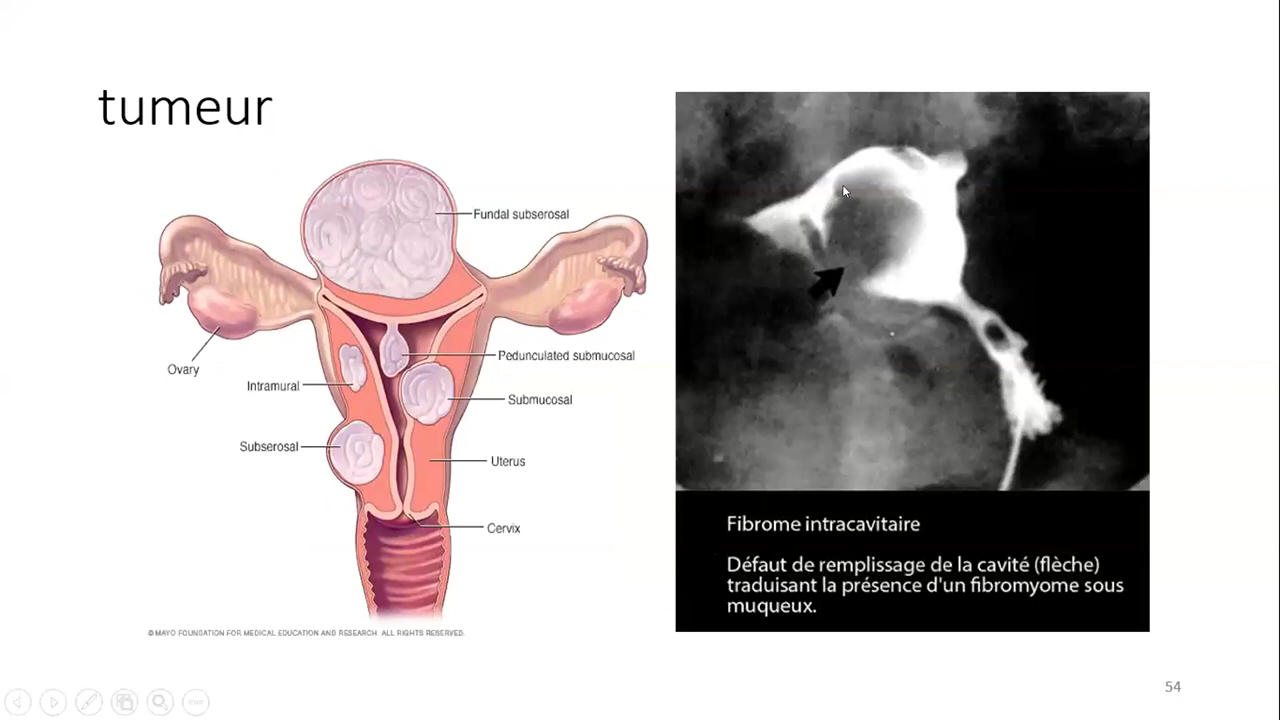 tumeur
Fundal subserosal
Pedunculated submucosal
Ovary
Intramural
Submucosal
Subserosal
Uterus
Cervix
© MAYO FOUNDATION FOR MEDICAL EDUCATION AND RESEARCH. ALL RIGHTS RESERVED.
Fibrome intracavitaire
Défaut de remplissage de la cavité (flèche)
traduisant la présence d'un fibromyome sous
muqueux.
54